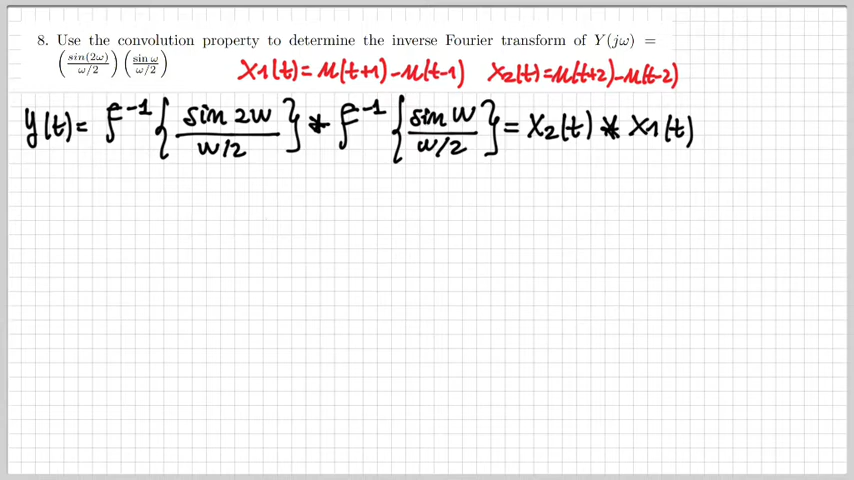 8. Use the convolution property to determine the inverse Fourier transform of Y(jω) =
(sin(2ω)/(ω/2)) (sin ω/(ω/2))
X1(t) = u(t+1) - u(t-1)   X2(t) = u(t+2) - u(t-2)
y(t) = F^-1 { sin 2w / (w/2) } * F^-1 { sin w / (w/2) } = X2(t) * X1(t)